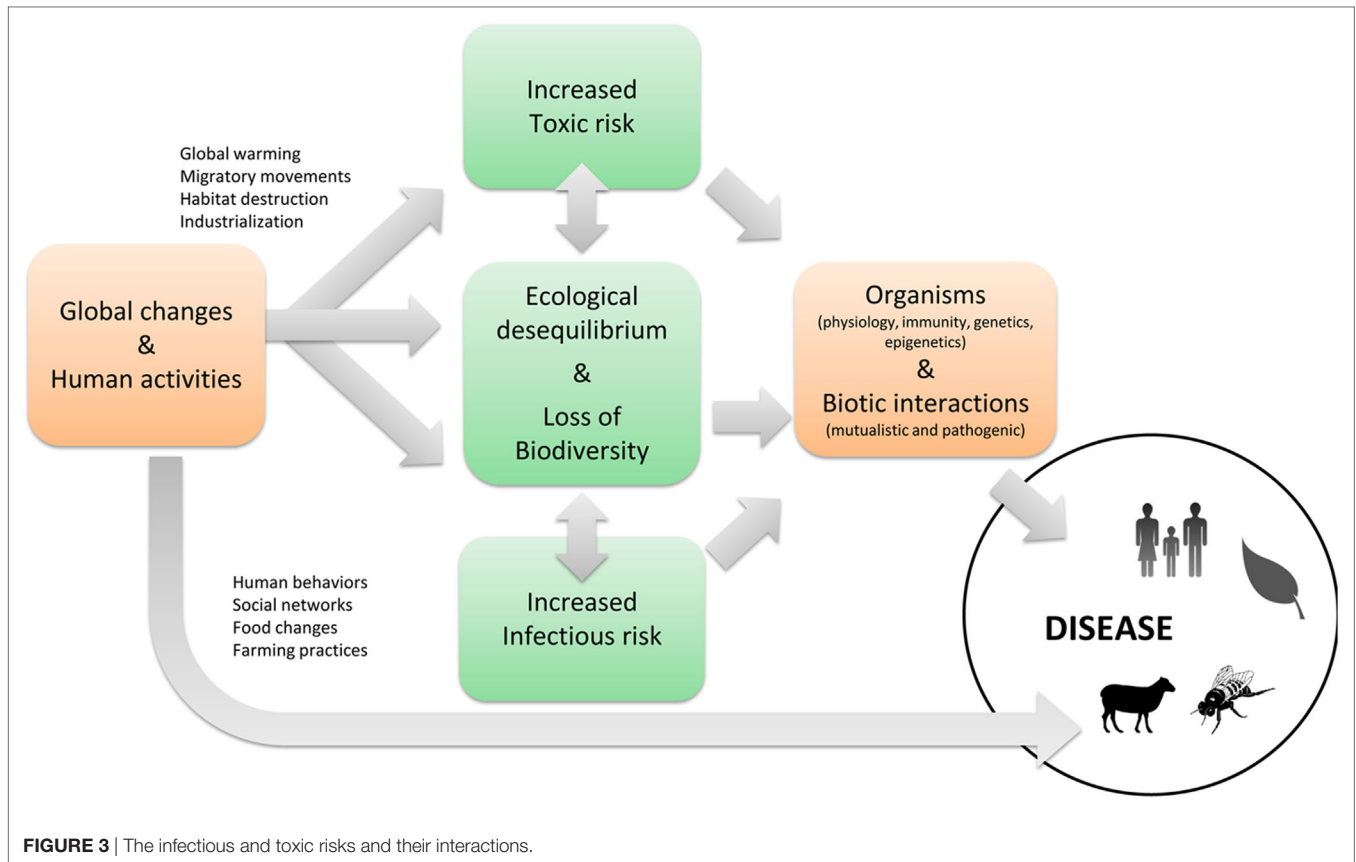 Increased
Toxic risk
Global warming
Migratory movements
Habitat destruction
Industrialization
Global changes
&
Human activities
Ecological
desequilibrium
&
Loss of
Biodiversity
Organisms
(physiology, immunity, genetics,
epigenetics)
&
Biotic interactions
(mutualistic and pathogenic)
Human behaviors
Social networks
Food changes
Farming practices
Increased
Infectious risk
DISEASE
FIGURE 3 | The infectious and toxic risks and their interactions.